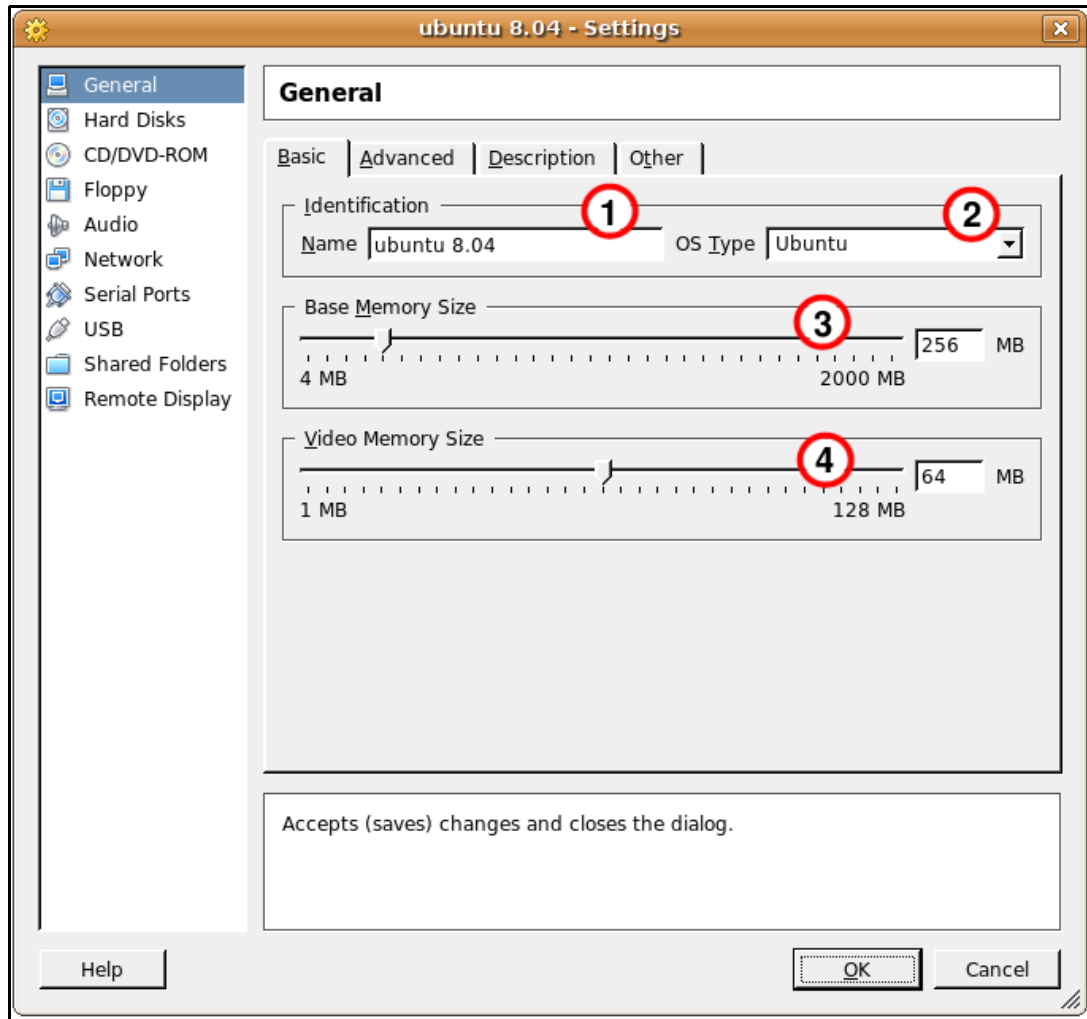 ubuntu 8.04 - Settings
General
Hard Disks
CD/DVD-ROM
Floppy
Audio
Network
Serial Ports
USB
Shared Folders
Remote Display
General
Basic Advanced Description Other
Identification
1 2
Name ubuntu 8.04 OS Type Ubuntu
Base Memory Size
3
256 MB
4 MB 2000 MB
Video Memory Size
4
64 MB
1 MB 128 MB
Accepts (saves) changes and closes the dialog.
Help OK Cancel